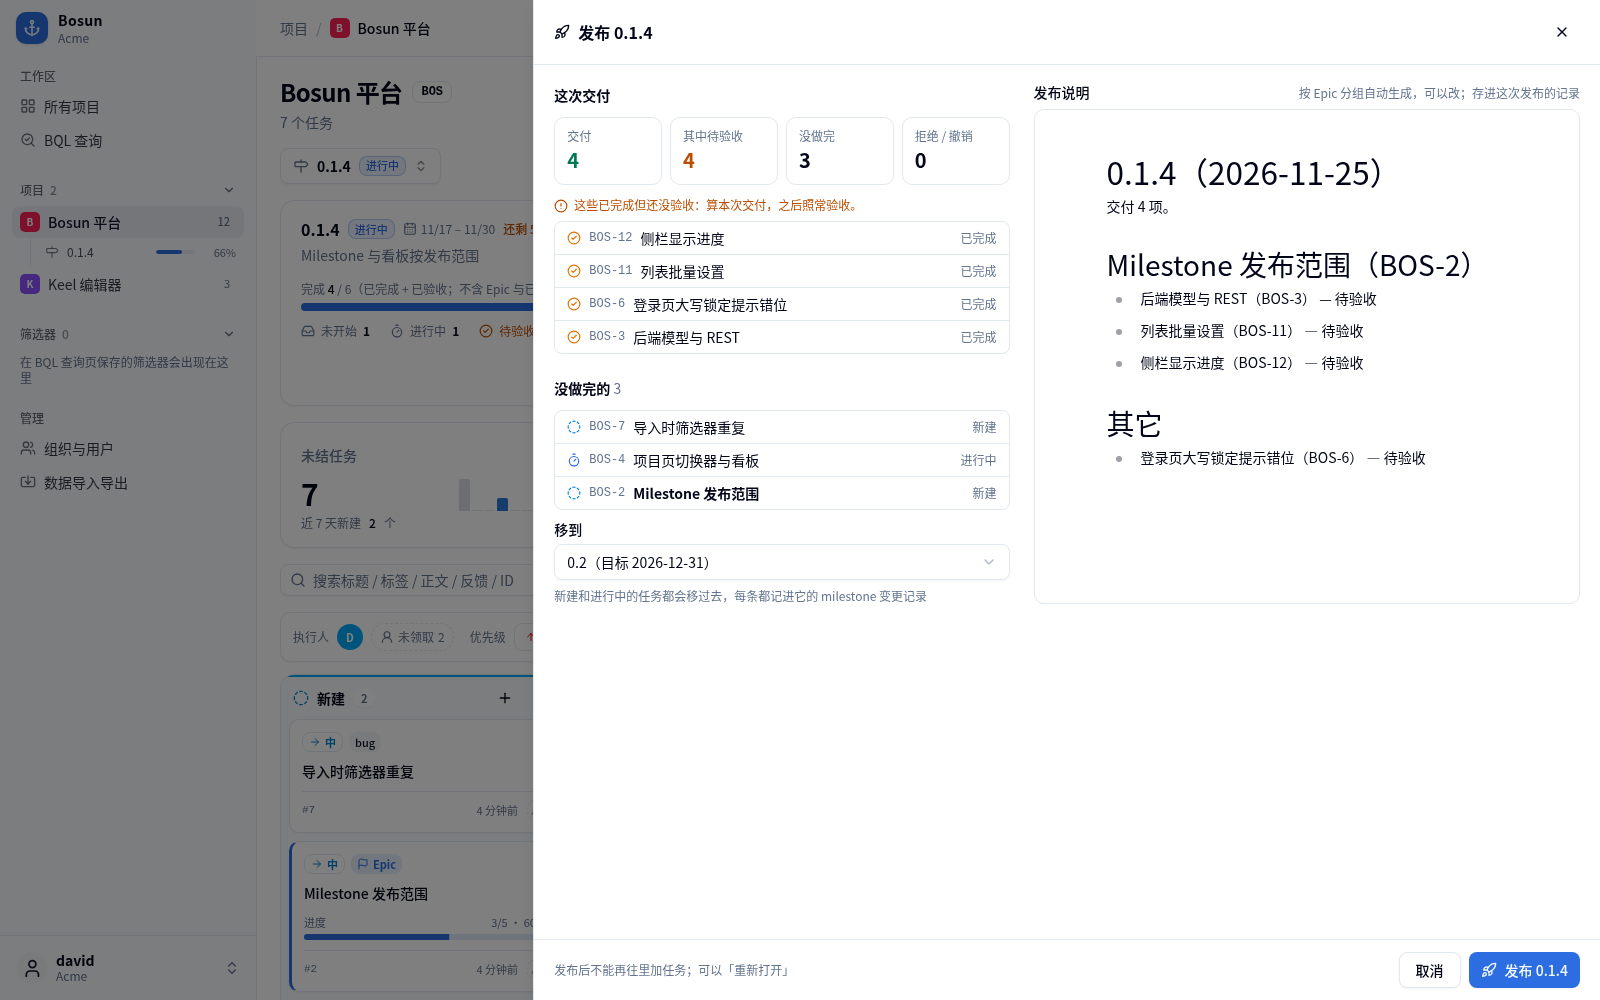 Bosun
Acme
工作区
所有项目
BQL 查询
项目 2
B Bosun 平台 12
0.1.4 66%
K Keel 编辑器 3
筛选器 0
在 BQL 查询页保存的筛选器会出现在这
里
管理
组织与用户
数据导入导出
david
Acme
项目 / B Bosun 平台
Bosun 平台 BOS
7 个任务
0.1.4 进行中
0.1.4 进行中 11/17 – 11/30 还剩
Milestone 与看板按发布范围
完成 4 / 6（已完成 + 已验收；不含 Epic 与已
未开始 1 进行中 1 待验收
未结任务
7
近 7 天新建 2 个
搜索标题 / 标签 / 正文 / 反馈 / ID
执行人 D 未领取 2 优先级
新建 2
中 bug
导入时筛选器重复
#7 4 分钟前
中 Epic
Milestone 发布范围
进度 3/5 · 60
#2 4 分钟前
发布 0.1.4
这次交付
交付
4
其中待验收
4
没做完
3
拒绝 / 撤销
0
这些已完成但还没验收：算本次交付，之后照常验收。
BOS-12 侧栏显示进度 已完成
BOS-11 列表批量设置 已完成
BOS-6 登录页大写锁定提示错位 已完成
BOS-3 后端模型与 REST 已完成
没做完的 3
BOS-7 导入时筛选器重复 新建
BOS-4 项目页切换器与看板 进行中
BOS-2 Milestone 发布范围 新建
移到
0.2（目标 2026-12-31）
新建和进行中的任务都会移过去，每条都记进它的 milestone 变更记录
发布说明 按 Epic 分组自动生成，可以改；存进这次发布的记录
0.1.4（2026-11-25）
交付 4 项。
Milestone 发布范围（BOS-2）
后端模型与 REST（BOS-3） — 待验收
列表批量设置（BOS-11） — 待验收
侧栏显示进度（BOS-12） — 待验收
其它
登录页大写锁定提示错位（BOS-6） — 待验收
发布后不能再往里加任务；可以「重新打开」
取消
发布 0.1.4